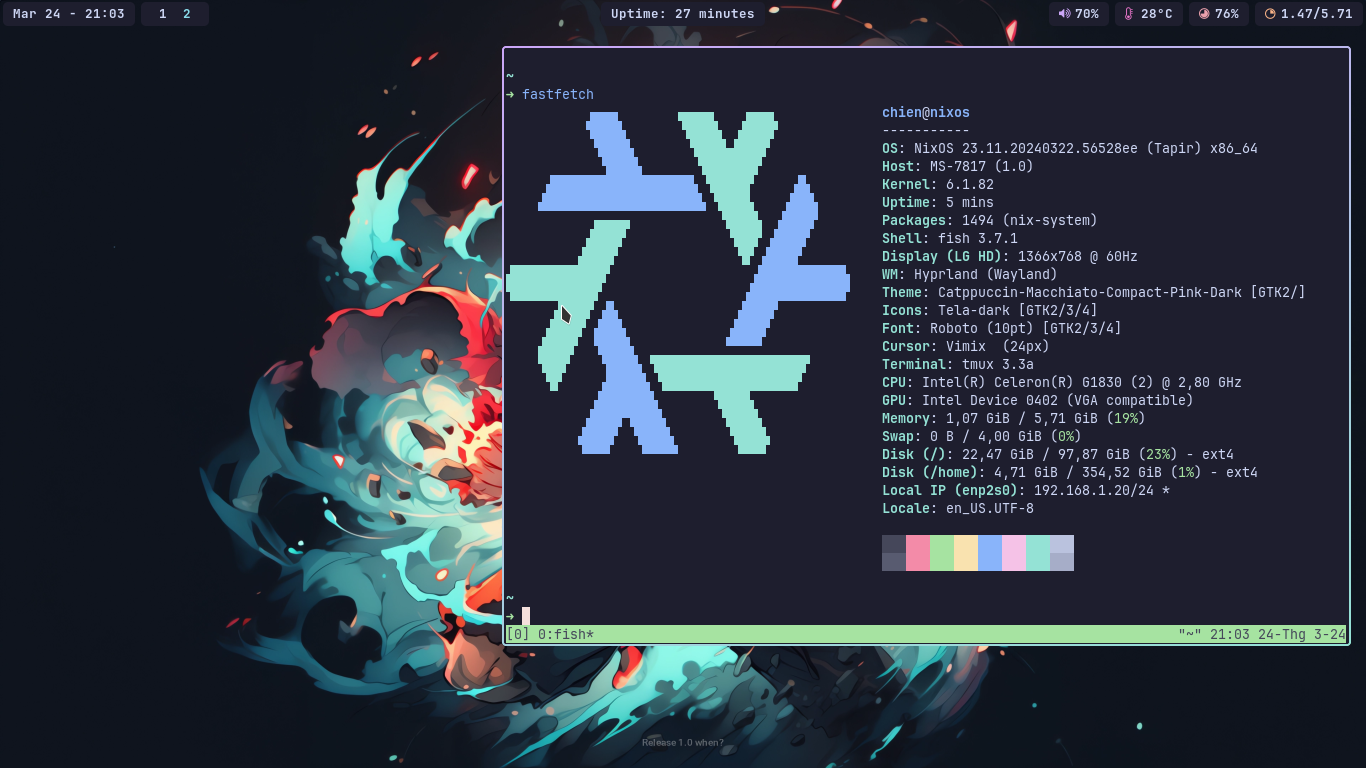 Mar 24 - 21:03
1 2
Uptime: 27 minutes
70%
28°C
76%
1.47/5.71
~
➜ fastfetch
chien@nixos
-----------
OS: NixOS 23.11.20240322.56528ee (Tapir) x86_64
Host: MS-7817 (1.0)
Kernel: 6.1.82
Uptime: 5 mins
Packages: 1494 (nix-system)
Shell: fish 3.7.1
Display (LG HD): 1366x768 @ 60Hz
WM: Hyprland (Wayland)
Theme: Catppuccin-Macchiato-Compact-Pink-Dark [GTK2/]
Icons: Tela-dark [GTK2/3/4]
Font: Roboto (10pt) [GTK2/3/4]
Cursor: Vimix  (24px)
Terminal: tmux 3.3a
CPU: Intel(R) Celeron(R) G1830 (2) @ 2,80 GHz
GPU: Intel Device 0402 (VGA compatible)
Memory: 1,07 GiB / 5,71 GiB (19%)
Swap: 0 B / 4,00 GiB (0%)
Disk (/): 22,47 GiB / 97,87 GiB (23%) - ext4
Disk (/home): 4,71 GiB / 354,52 GiB (1%) - ext4
Local IP (enp2s0): 192.168.1.20/24 *
Locale: en_US.UTF-8
~
➜
[0] 0:fish*
"~" 21:03 24-Thg 3-24
Release 1.0 when?